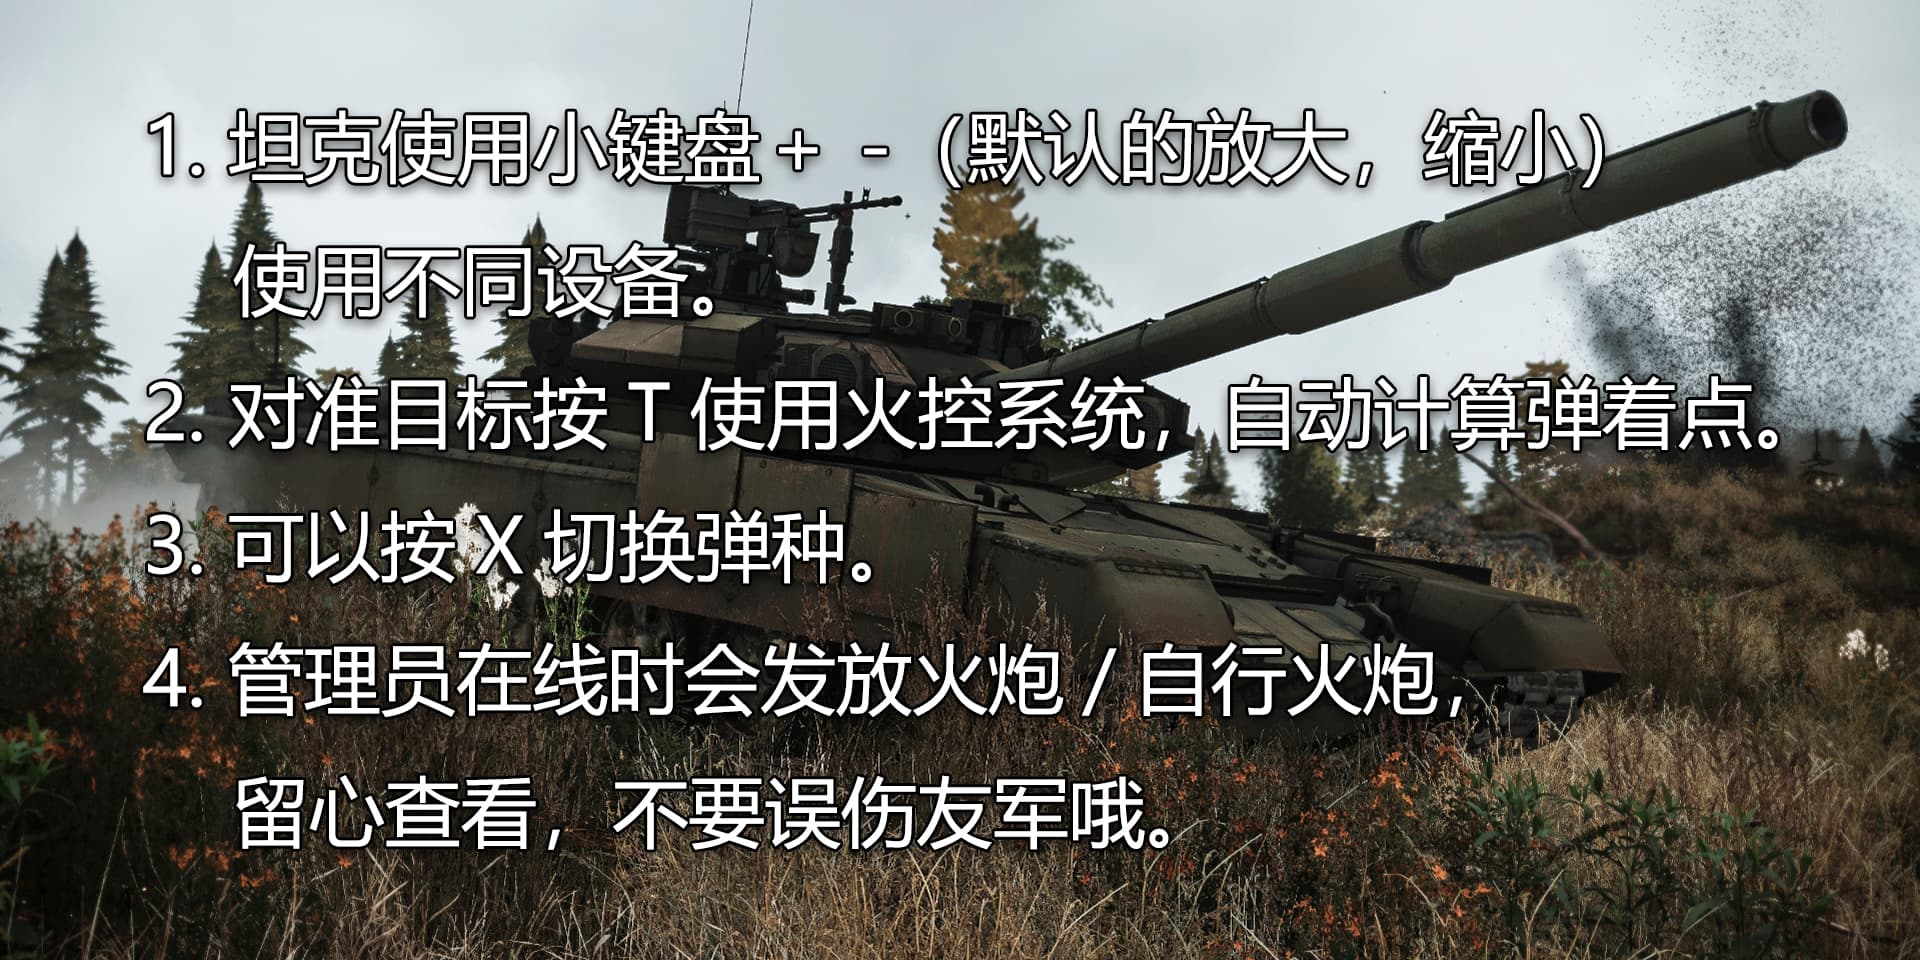 1. 坦克使用小键盘 + -（默认的放大，缩小）
使用不同设备。
2. 对准目标按 T 使用火控系统，自动计算弹着点。
3. 可以按 X 切换弹种。
4. 管理员在线时会发放火炮 / 自行火炮，
留心查看，不要误伤友军哦。